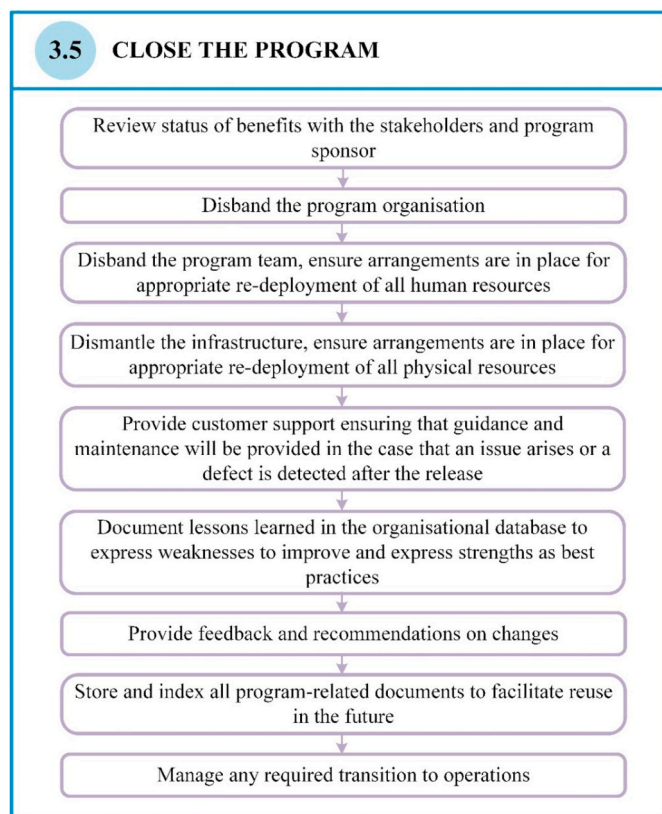 3.5 CLOSE THE PROGRAM
Review status of benefits with the stakeholders and program
sponsor
Disband the program organisation
Disband the program team, ensure arrangements are in place for
appropriate re-deployment of all human resources
Dismantle the infrastructure, ensure arrangements are in place for
appropriate re-deployment of all physical resources
Provide customer support ensuring that guidance and
maintenance will be provided in the case that an issue arises or a
defect is detected after the release
Document lessons learned in the organisational database to
express weaknesses to improve and express strengths as best
practices
Provide feedback and recommendations on changes
Store and index all program-related documents to facilitate reuse
in the future
Manage any required transition to operations